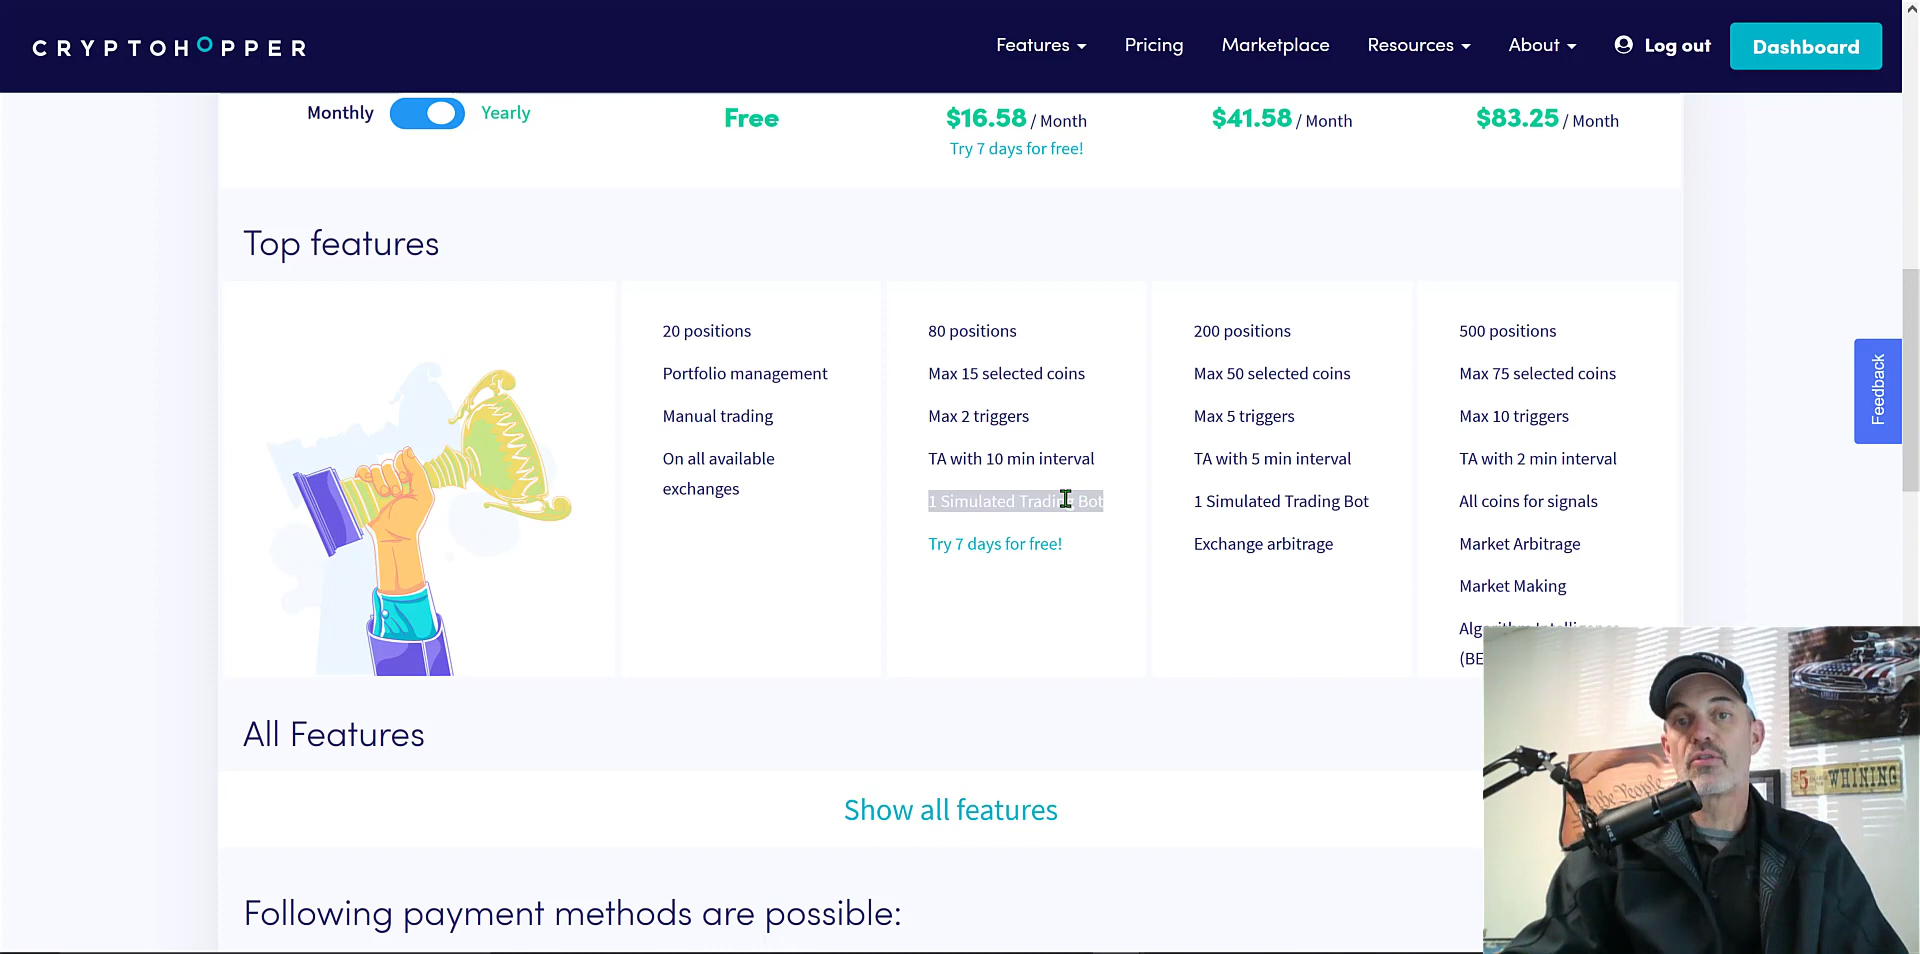 CRYPTOHOPPER
Features
Pricing
Marketplace
Resources
About
Log out
Dashboard
Monthly
Yearly
Free
$16.58 / Month
Try 7 days for free!
$41.58 / Month
$83.25 / Month
Top features
20 positions
Portfolio management
Manual trading
On all available
exchanges
80 positions
Max 15 selected coins
Max 2 triggers
TA with 10 min interval
1 Simulated Trading Bot
Try 7 days for free!
200 positions
Max 50 selected coins
Max 5 triggers
TA with 5 min interval
1 Simulated Trading Bot
Exchange arbitrage
500 positions
Max 75 selected coins
Max 10 triggers
TA with 2 min interval
All coins for signals
Market Arbitrage
Market Making
(BE
Feedback
All Features
Show all features
Following payment methods are possible:
We the People
WHINING